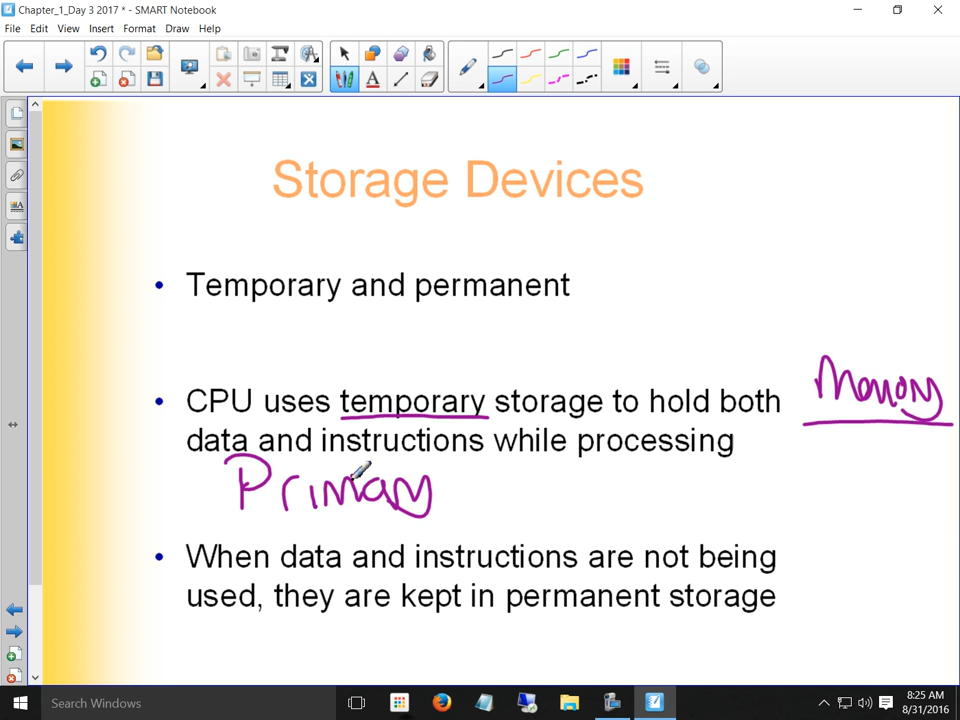 Chapter_1_Day 3 2017 * - SMART Notebook
File Edit View Insert Format Draw Help
Storage Devices
• Temporary and permanent
• CPU uses temporary storage to hold both
data and instructions while processing
Memory
Primary
• When data and instructions are not being
used, they are kept in permanent storage
Search Windows
8:25 AM
8/31/2016